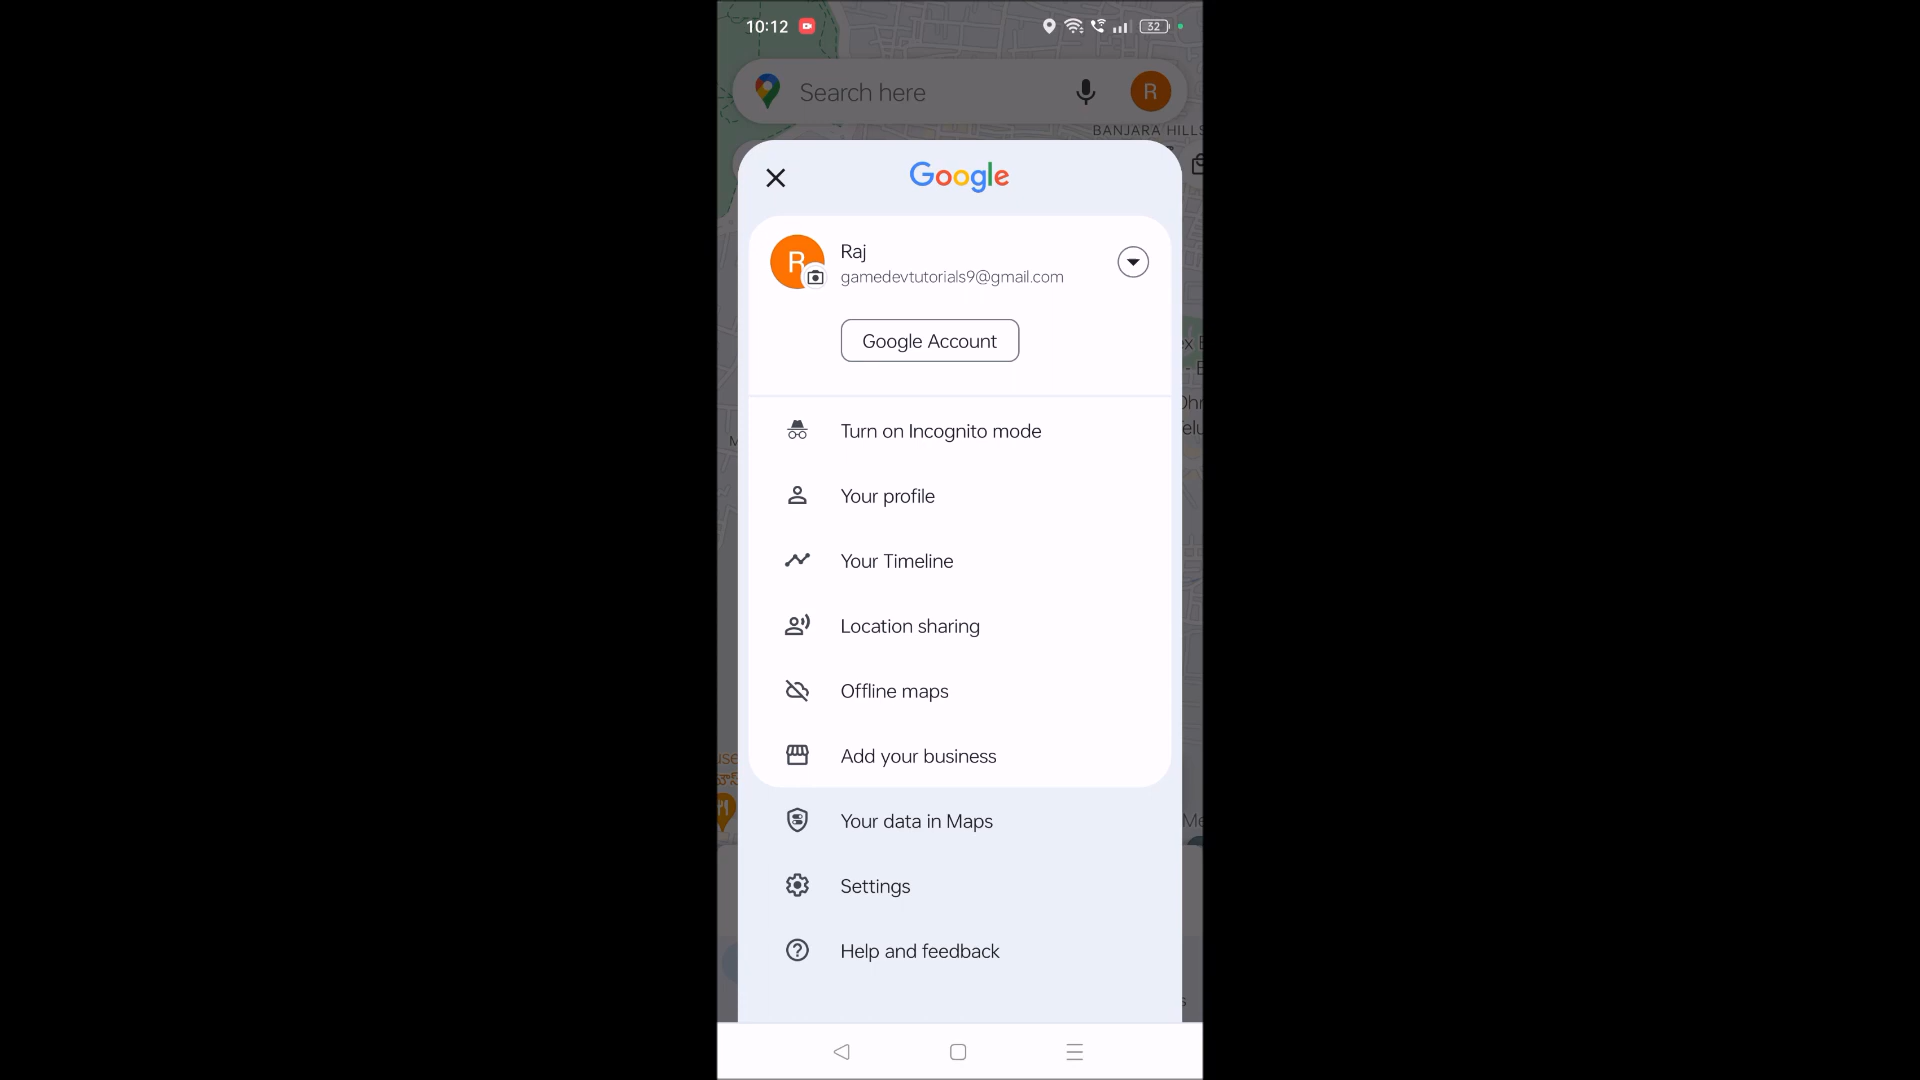 10:12
32
Search here
R
BANJARA HILLS
Google
R
Raj
gamedevtutorials9@gmail.com
Google Account
Turn on Incognito mode
Your profile
Your Timeline
Location sharing
Offline maps
Add your business
Your data in Maps
Settings
Help and feedback